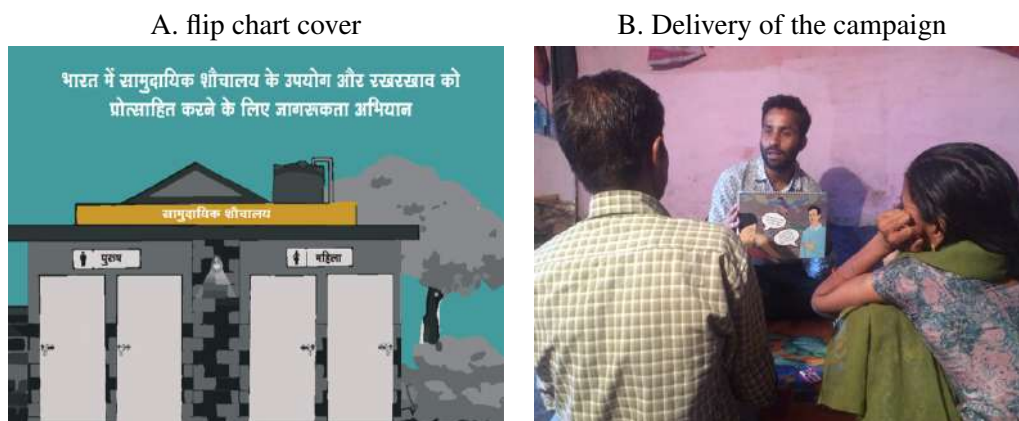 A. flip chart cover
B. Delivery of the campaign
भारत में सामुदायिक शौचालय के उपयोग और रखरखाव को
प्रोत्साहित करने के लिए जागरूकता अभियान
सामुदायिक शौचालय
पुरुष
महिला